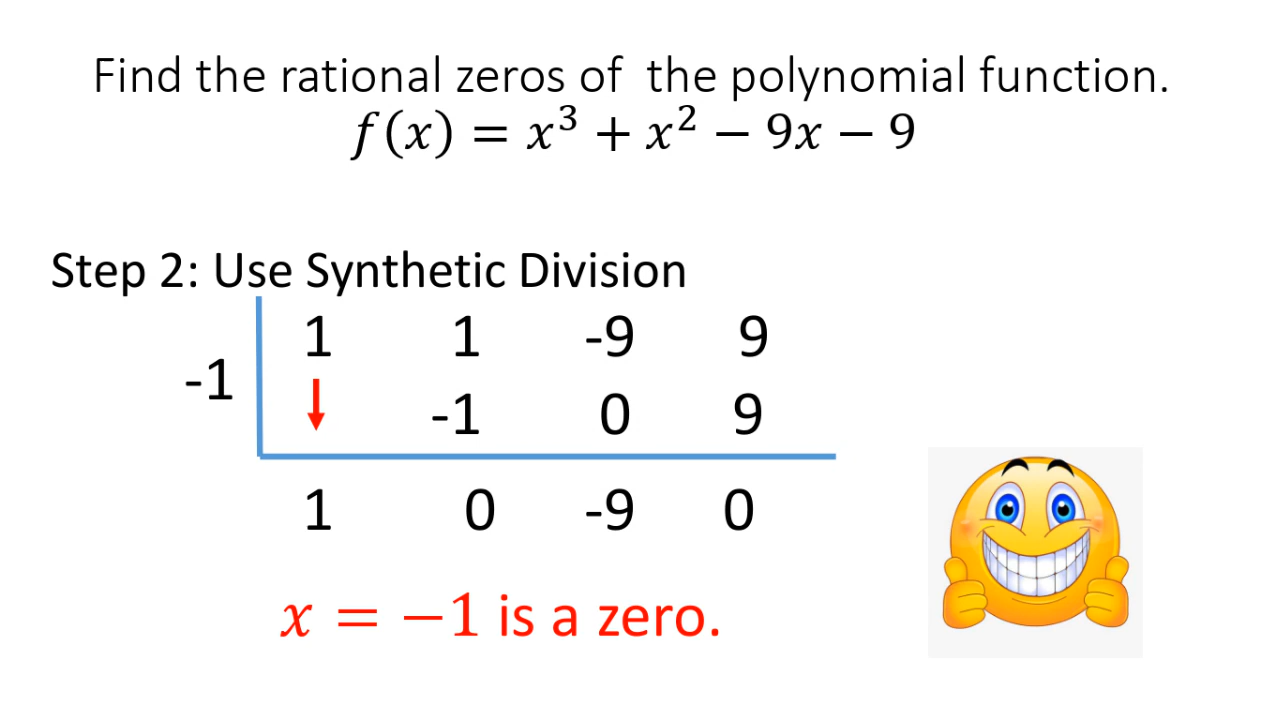 Find the rational zeros of  the polynomial function.
f(x) = x³ + x² − 9x − 9
Step 2: Use Synthetic Division
1 1 -9 9
-1
-1 0 9
1 0 -9 0
x = −1 is a zero.